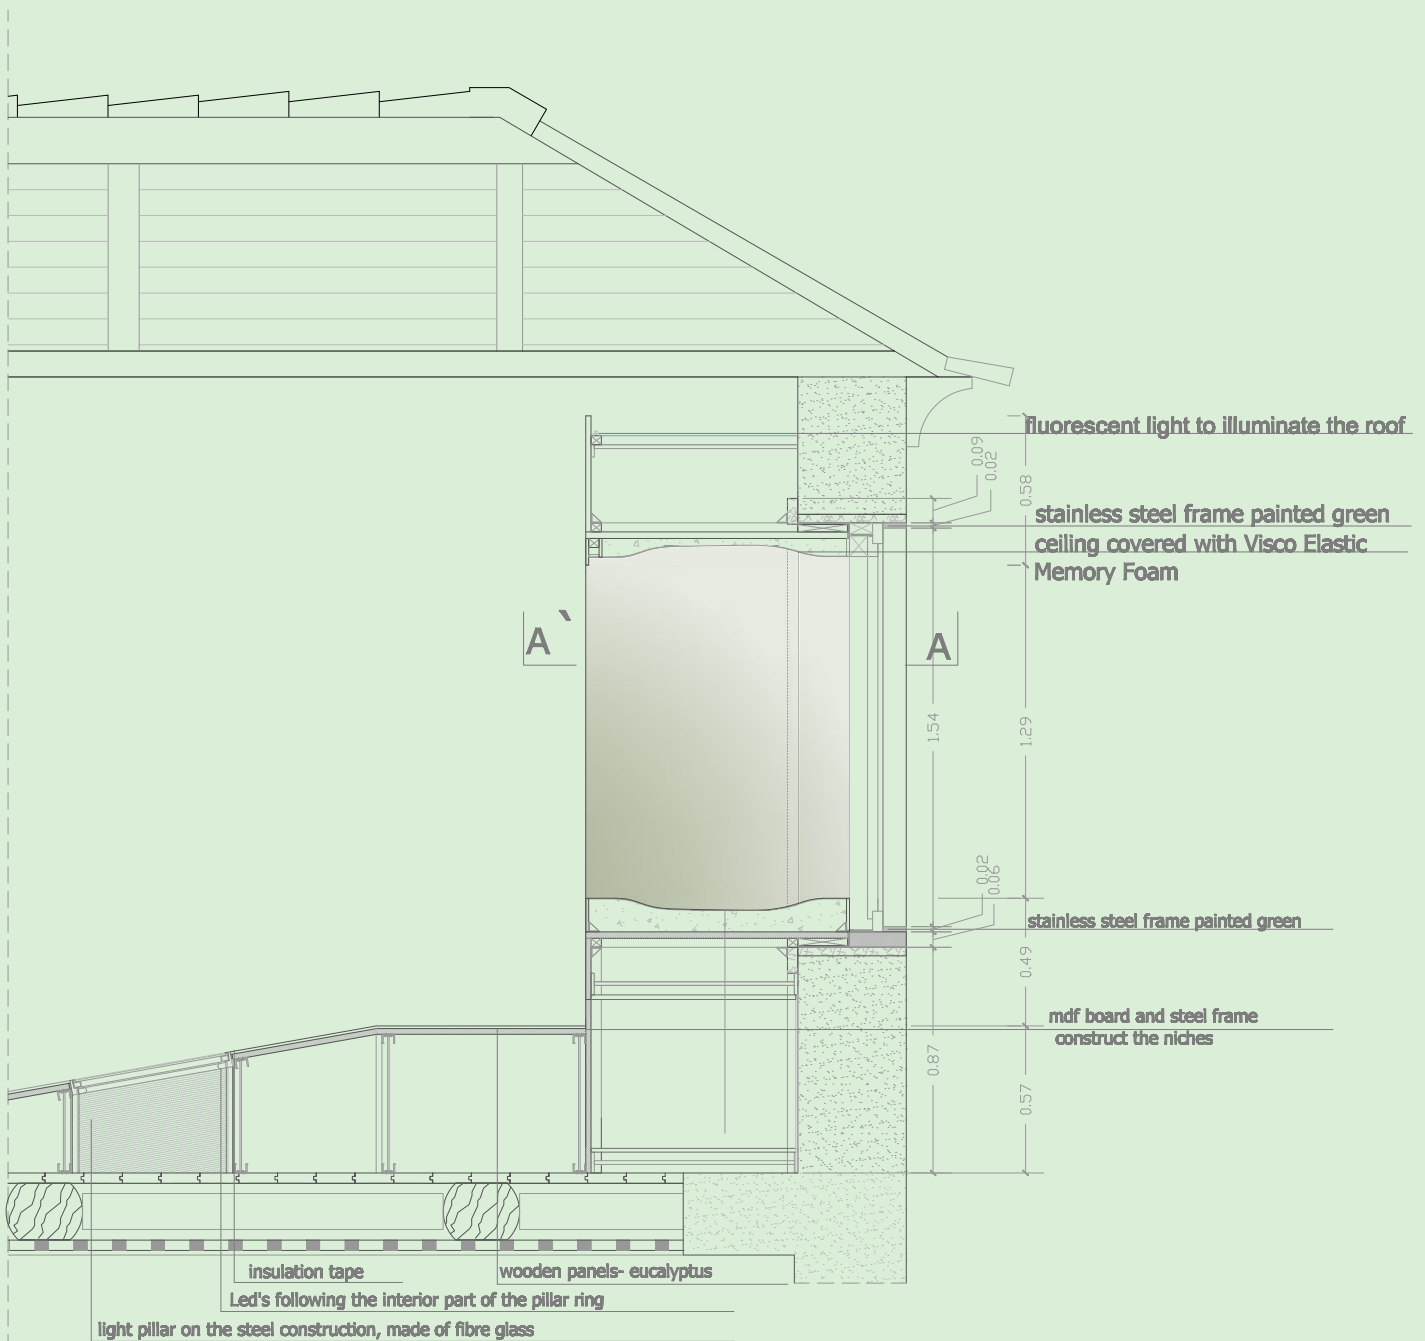 fluorescent light to illuminate the roof
0.09
0.02
0.58
stainless steel frame painted green
ceiling covered with Visco Elastic
Memory Foam
A`
A
1.54
1.29
0.02
0.06
stainless steel frame painted green
0.49
mdf board and steel frame
construct the niches
0.87
0.57
insulation tape
wooden panels- eucalyptus
Led's following the interior part of the pillar ring
light pillar on the steel construction, made of fibre glass